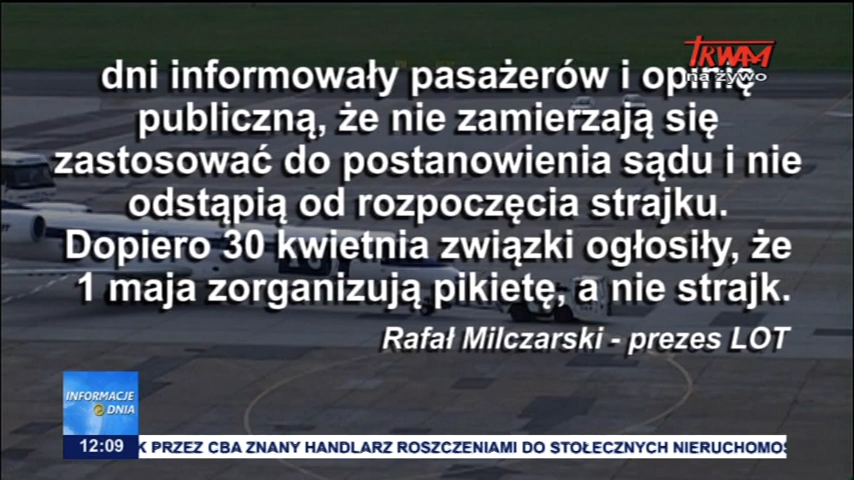 TRWAM
na żywo
dni informowały pasażerów i opinię
publiczną, że nie zamierzają się
zastosować do postanowienia sądu i nie
odstąpią od rozpoczęcia strajku.
Dopiero 30 kwietnia związki ogłosiły, że
1 maja zorganizują pikietę, a nie strajk.
Rafał Milczarski - prezes LOT
INFORMACJE
DNIA
12:09
K PRZEZ CBA ZNANY HANDLARZ ROSZCZENIAMI DO STOŁECZNYCH NIERUCHOMOŚ